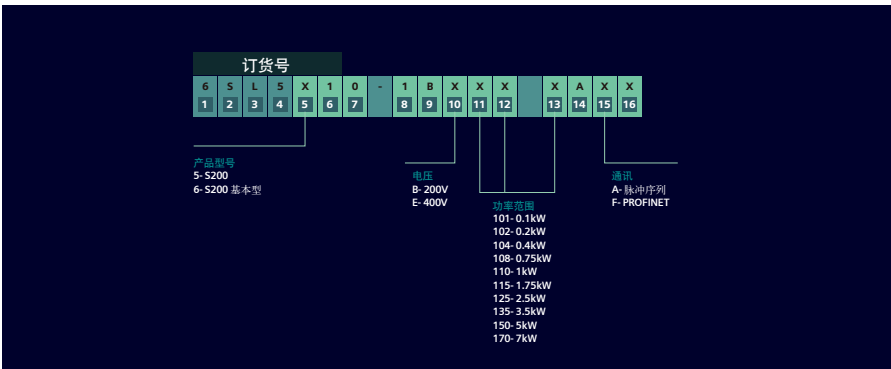 订货号
6 S L 5 X 1 0 - 1 B X X X X A X X
1 2 3 4 5 6 7 8 9 10 11 12 13 14 15 16
产品型号
5- S200
6- S200 基本型
电压
B- 200V
E- 400V
功率范围
101- 0.1kW
102- 0.2kW
104- 0.4kW
108- 0.75kW
110- 1kW
115- 1.75kW
125- 2.5kW
135- 3.5kW
150- 5kW
170- 7kW
通讯
A- 脉冲序列
F- PROFINET